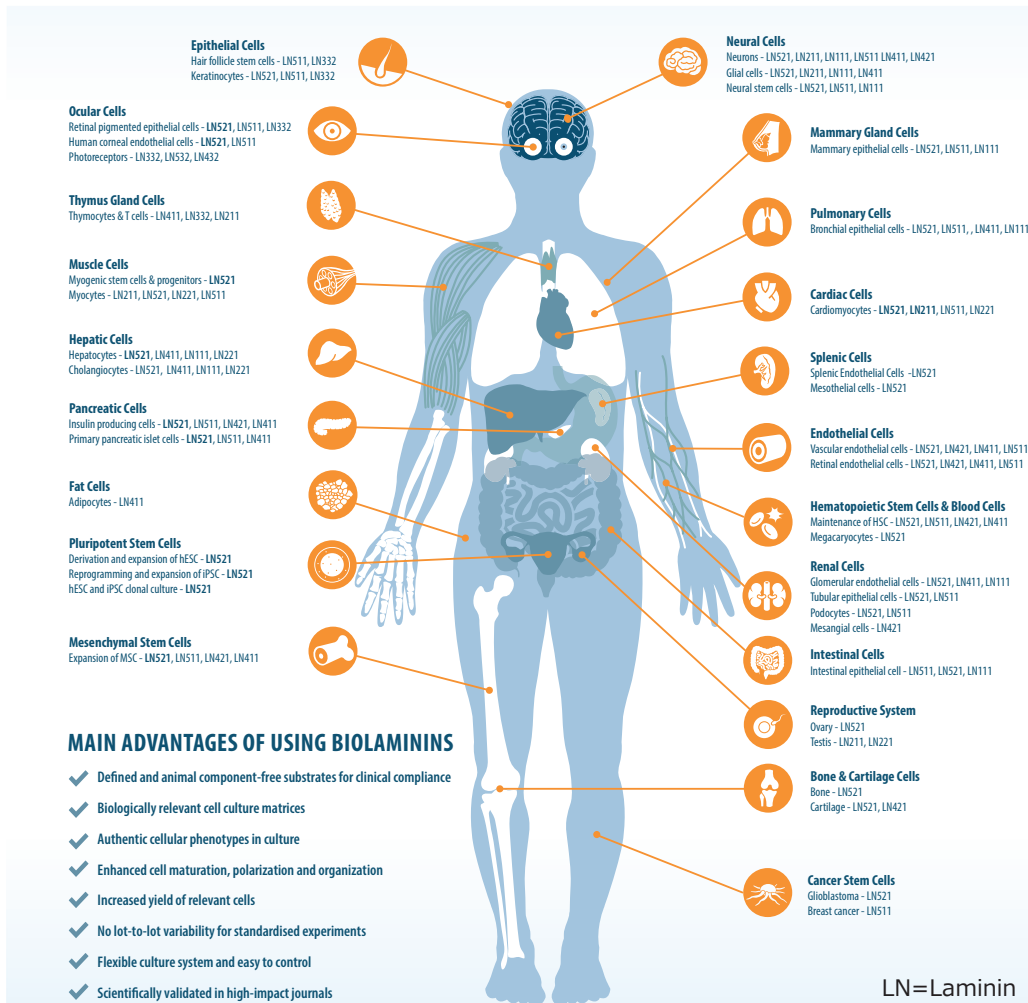 Epithelial Cells
Hair follicle stem cells - LN511, LN332
Keratinocytes - LN521, LN511, LN332
Ocular Cells
Retinal pigmented epithelial cells - LN521, LN511, LN332
Human corneal endothelial cells - LN521, LN511
Photoreceptors - LN332, LN532, LN432
Thymus Gland Cells
Thymocytes & T cells - LN411, LN332, LN211
Muscle Cells
Myogenic stem cells & progenitors - LN521
Myocytes - LN211, LN521, LN221, LN511
Hepatic Cells
Hepatocytes - LN521, LN411, LN111, LN221
Cholangiocytes - LN521, LN411, LN111, LN221
Pancreatic Cells
Insulin producing cells - LN521, LN511, LN421, LN411
Primary pancreatic islet cells - LN521, LN511, LN411
Fat Cells
Adipocytes - LN411
Pluripotent Stem Cells
Derivation and expansion of hESC - LN521
Reprogramming and expansion of iPSC - LN521
hESC and iPSC clonal culture - LN521
Mesenchymal Stem Cells
Expansion of MSC - LN521, LN511, LN421, LN411
MAIN ADVANTAGES OF USING BIOLAMININS
Defined and animal component-free substrates for clinical compliance
Biologically relevant cell culture matrices
Authentic cellular phenotypes in culture
Enhanced cell maturation, polarization and organization
Increased yield of relevant cells
No lot-to-lot variability for standardised experiments
Flexible culture system and easy to control
Scientifically validated in high-impact journals
Neural Cells
Neurons - LN521, LN211, LN111, LN511 LN411, LN421
Glial cells - LN521, LN211, LN111, LN411
Neural stem cells - LN521, LN511, LN111
Mammary Gland Cells
Mammary epithelial cells - LN521, LN511, LN111
Pulmonary Cells
Bronchial epithelial cells - LN521, LN511, , LN411, LN111
Cardiac Cells
Cardiomyocytes - LN521, LN211, LN511, LN221
Splenic Cells
Splenic Endothelial Cells -LN521
Mesothelial cells - LN521
Endothelial Cells
Vascular endothelial cells - LN521, LN421, LN411, LN511
Retinal endothelial cells - LN521, LN421, LN411, LN511
Hematopoietic Stem Cells & Blood Cells
Maintenance of HSC - LN521, LN511, LN421, LN411
Megacaryocytes - LN521
Renal Cells
Glomerular endothelial cells - LN521, LN411, LN111
Tubular epithelial cells - LN521, LN511
Podocytes - LN521, LN511
Mesangial cells - LN421
Intestinal Cells
Intestinal epithelial cell - LN511, LN521, LN111
Reproductive System
Ovary - LN521
Testis - LN211, LN221
Bone & Cartilage Cells
Bone - LN521
Cartilage - LN521, LN421
Cancer Stem Cells
Glioblastoma - LN521
Breast cancer - LN511
LN=Laminin